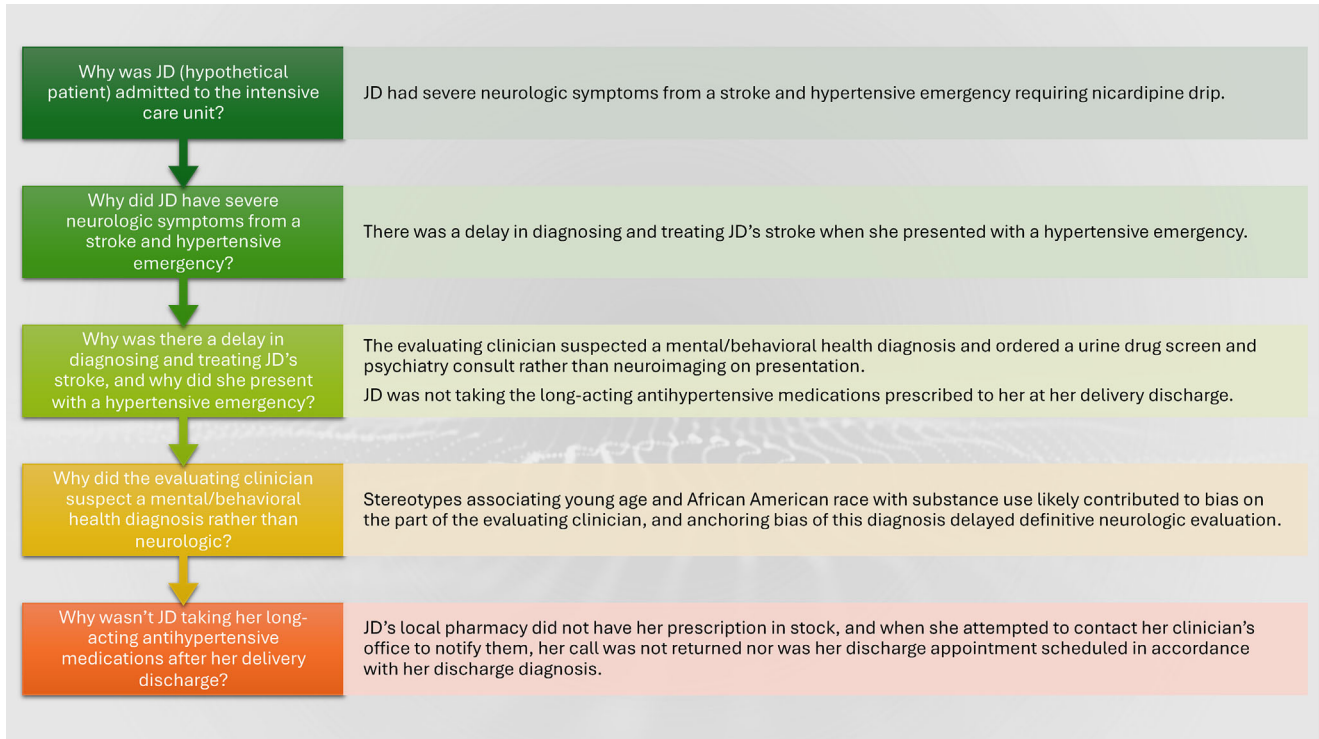 Why was JD (hypothetical
patient) admitted to the intensive
care unit?
JD had severe neurologic symptoms from a stroke and hypertensive emergency requiring nicardipine drip.
Why did JD have severe
neurologic symptoms from a
stroke and hypertensive
emergency?
There was a delay in diagnosing and treating JD’s stroke when she presented with a hypertensive emergency.
Why was there a delay in
diagnosing and treating JD’s
stroke, and why did she present
with a hypertensive emergency?
The evaluating clinician suspected a mental/behavioral health diagnosis and ordered a urine drug screen and
psychiatry consult rather than neuroimaging on presentation.
JD was not taking the long-acting antihypertensive medications prescribed to her at her delivery discharge.
Why did the evaluating clinician
suspect a mental/behavioral
health diagnosis rather than
neurologic?
Stereotypes associating young age and African American race with substance use likely contributed to bias on
the part of the evaluating clinician, and anchoring bias of this diagnosis delayed definitive neurologic evaluation.
Why wasn’t JD taking her long-
acting antihypertensive
medications after her delivery
discharge?
JD’s local pharmacy did not have her prescription in stock, and when she attempted to contact her clinician’s
office to notify them, her call was not returned nor was her discharge appointment scheduled in accordance
with her discharge diagnosis.